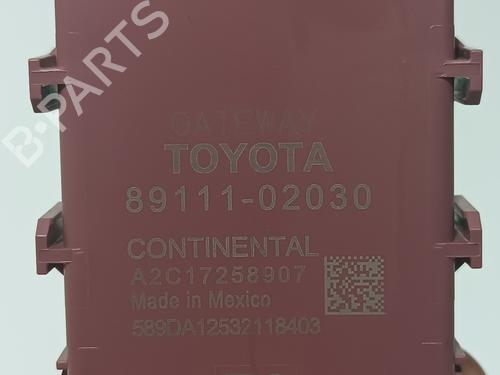 B-PARTS
GATEWAY
TOYOTA
89111-02030
CONTINENTAL
A2C17258907
Made in Mexico
589DA12532118403